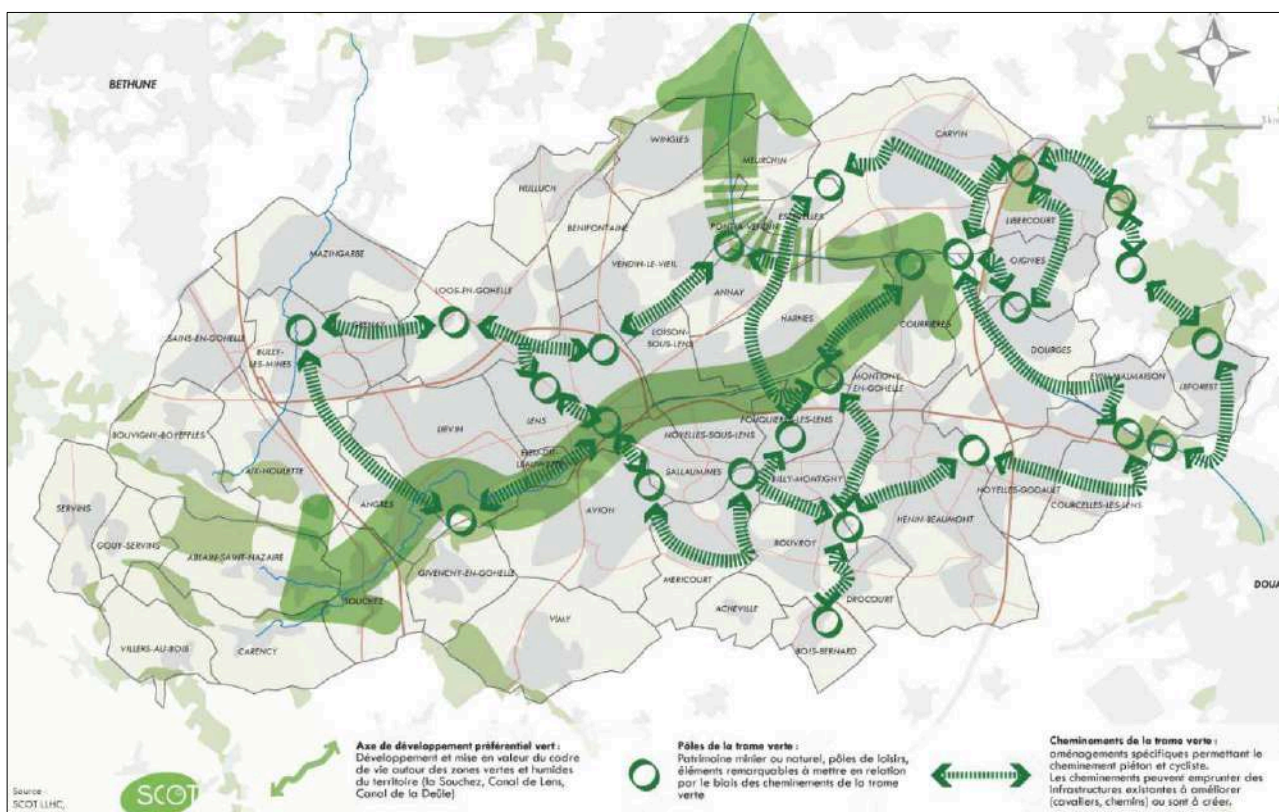 BETHUNE
WINGLES
CARVIN
MEURCHIN
HULLUCH
ESTEVELLES
LIBERCOURT
BENIFONTAINE
PONT-A-VENDIN
OIGNIES
MAZINGARBE
VENDIN-LE-VIEIL
LOOS-EN-GOHELLE
ANNAY
HARNES
COURRIÈRES
GRENAY
LOISON-
SOUS-LENS
SAINS-EN-GOHELLE
BULLY-
LES-MINES
DOURGES
MONTIGNY
EN-GOHELLE
EVIN-MALMAISON
LEFOREST
LENS
LIEVIN
FOUQUIERES-LES-LENS
NOYELLES-SOUS-LENS
BOUVIGNY-BOYEFFLES
AIX-NOULETTE
SALLAUMINES
BILLY-MONTIGNY
NOYELLES-GODAULT
COURCELLES-LES-LENS
ANGRES
AVION
HENIN-BEAUMONT
SERVINS
GOUY-SERVINS
ABLAIN-SAINT-NAZAIRE
ROUVROY
GIVENCHY-EN-GOHELLE
MERICOURT
DOUA
SOUCHEZ
ACHEVILLE
DROCOURT
VIMY
VILLERS-AU-BOIS
CARENCY
BOIS-BERNARD
Axe de développement préférentiel vert :
Développement et mise en valeur du cadre
de vie autour des zones vertes et humides
du territoire (la Souchez, Canal de Lens,
Canal de la Deûle)
Pôles de la trame verte :
Patrimoine minier ou naturel, pôles de loisirs,
éléments remarquables à mettre en relation
par le biais des cheminements de la trame
verte
Cheminements de la trame verte :
aménagements spécifiques permettant le
cheminement piéton et cycliste.
Les cheminements peuvent emprunter des
infrastructures existantes à améliorer
(cavaliers, chemins) ou sont à créer.
Source :
SCOT LLHC,
SCOT